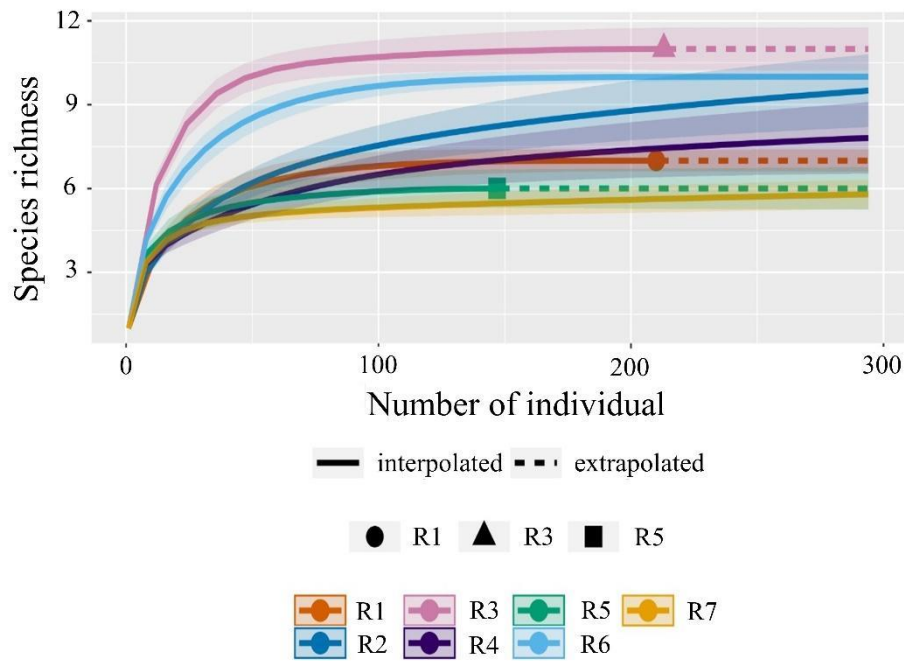 12
9
6
3
Species richness
0 100 200 300
Number of individual
interpolated extrapolated
R1 R3 R5
R1 R3 R5 R7
R2 R4 R6